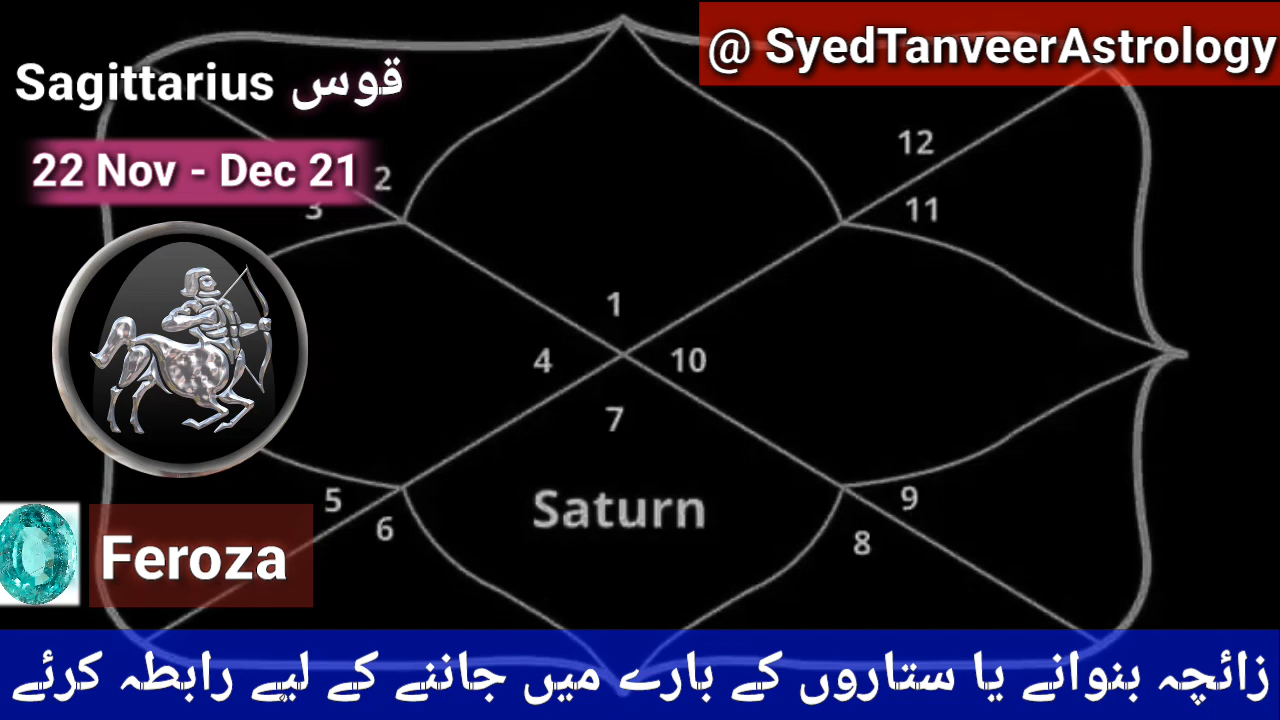 @ SyedTanveerAstrology
Sagittarius قوس
22 Nov - Dec 21
2
3
12
11
1
4
10
7
5
6
9
8
Saturn
Feroza
زائچہ بنوانے یا ستاروں کے بارے میں جاننے کے لیے رابطہ کرئے